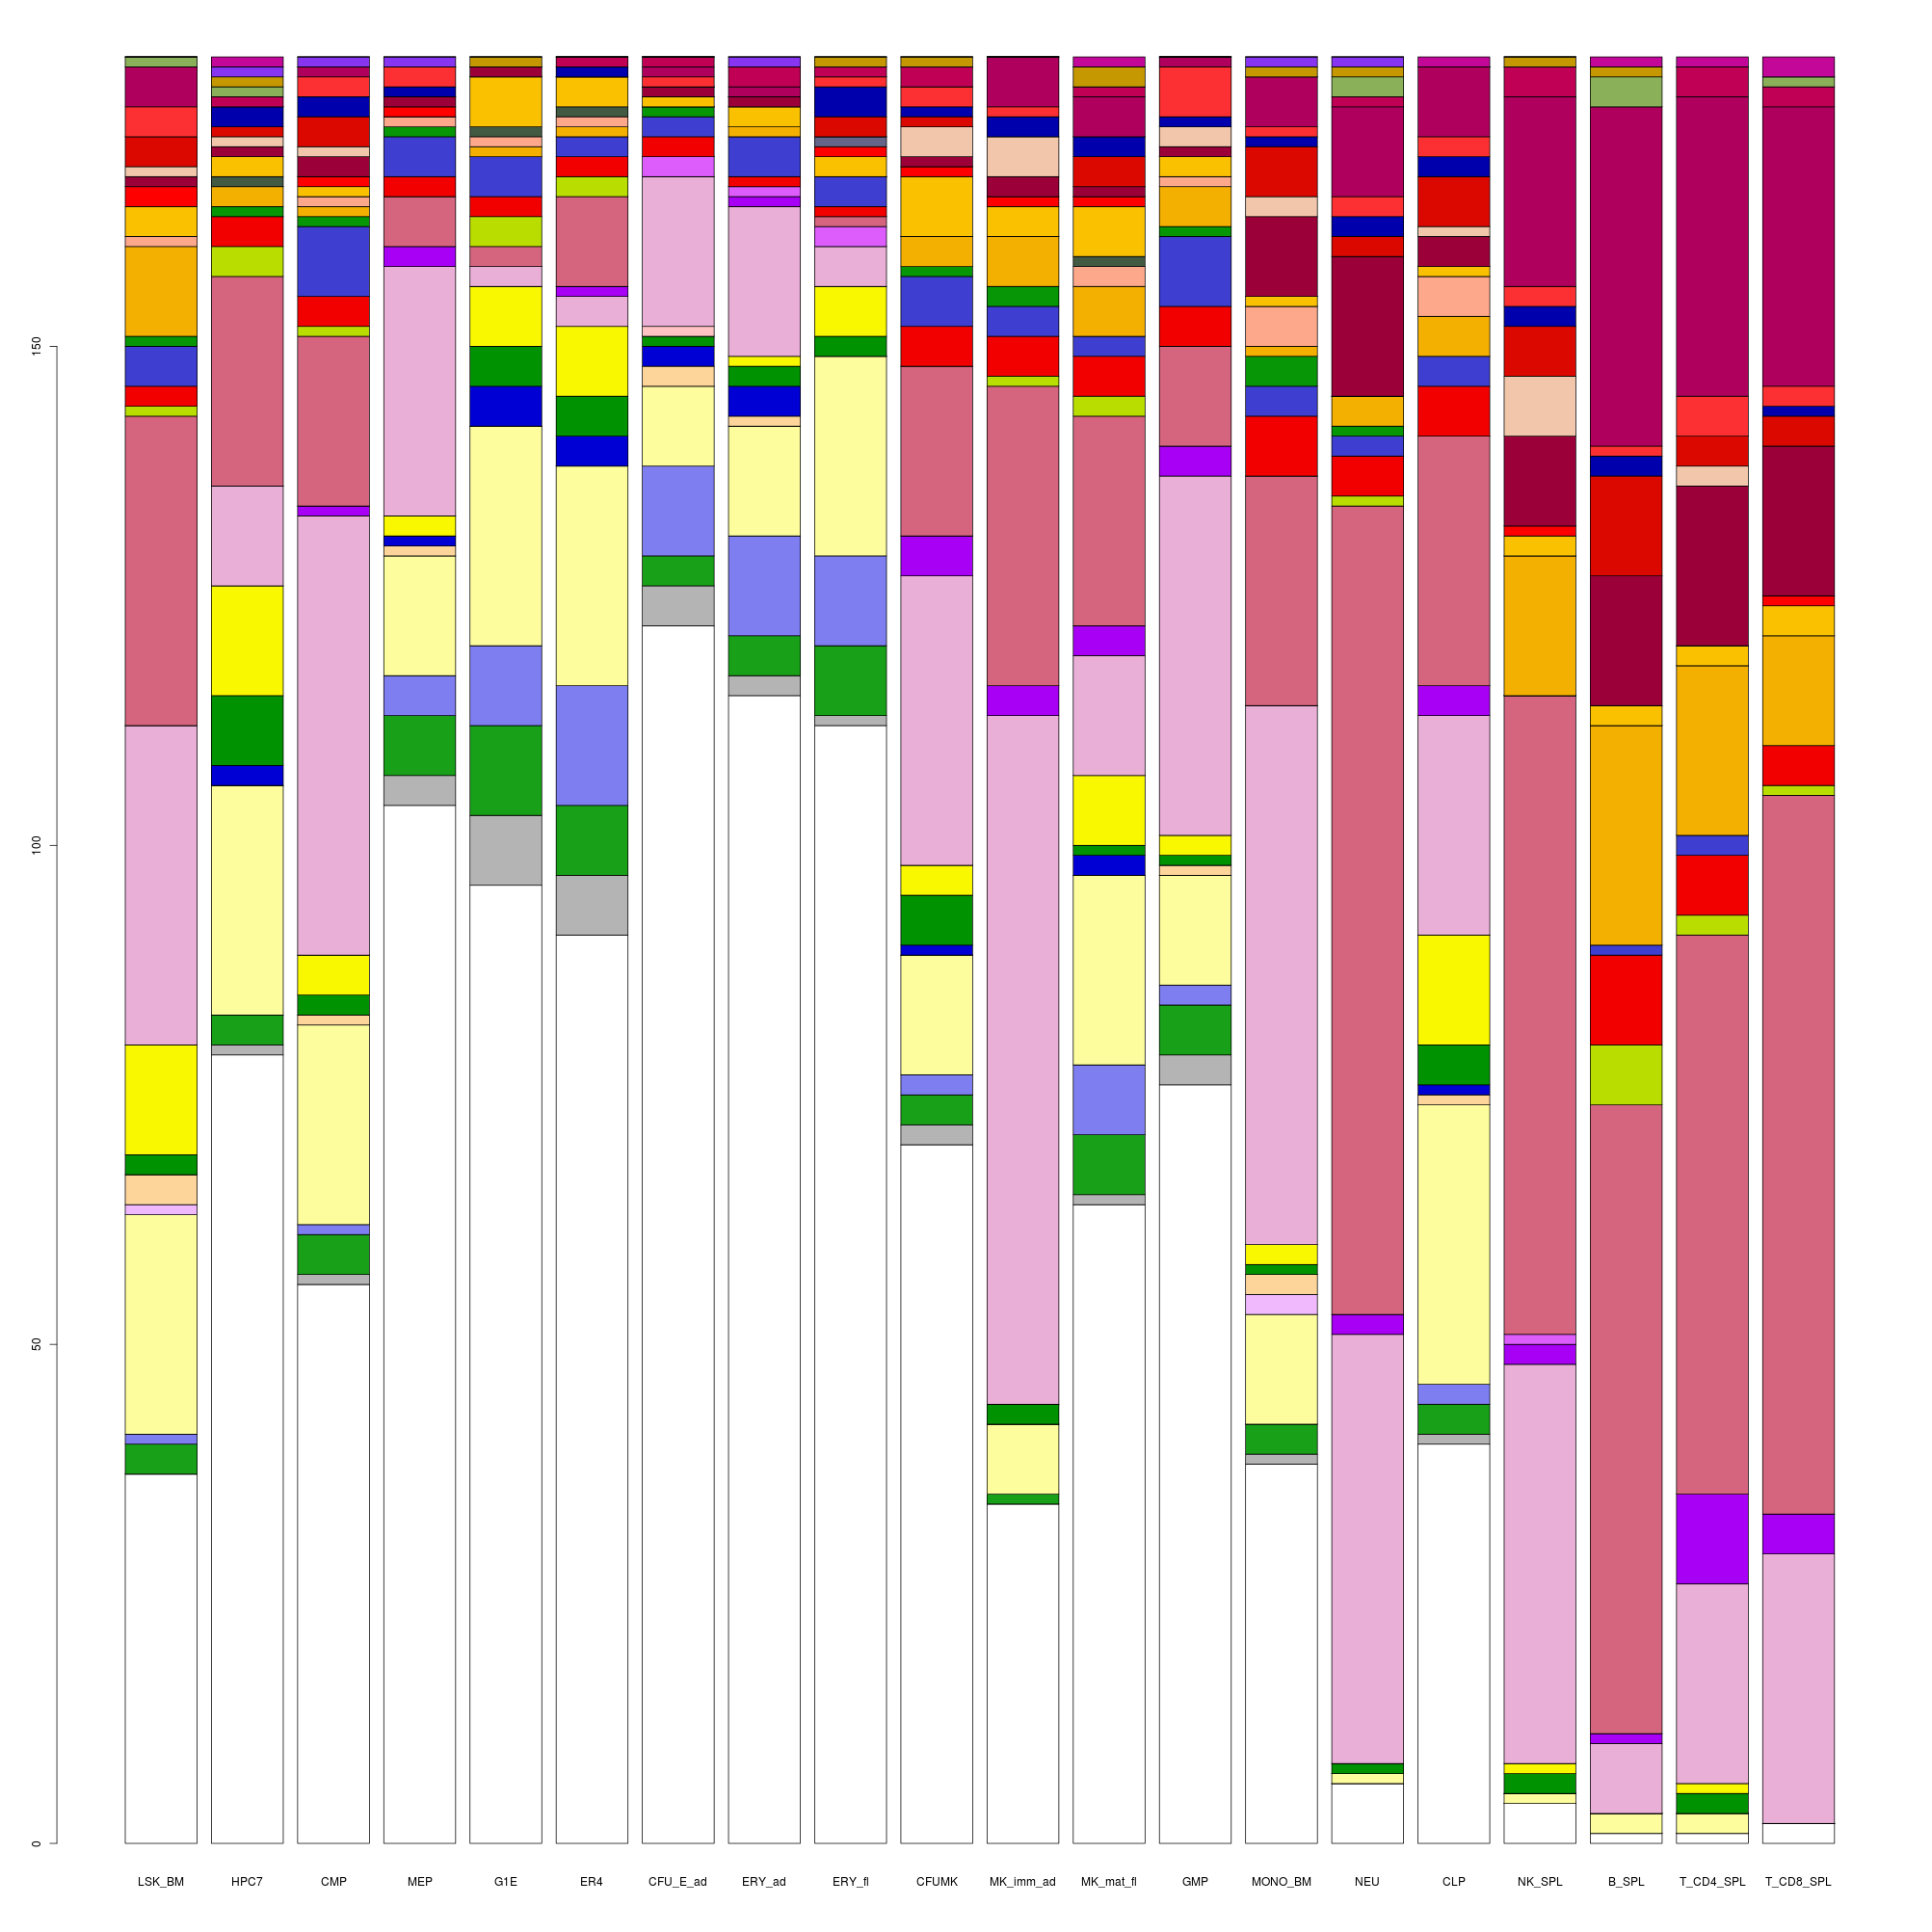 150
100
50
0
LSK_BM HPC7 CMP MEP G1E ER4 CFU_E_ad ERY_ad ERY_fl CFUMK MK_imm_ad MK_mat_fl GMP MONO_BM NEU CLP NK_SPL B_SPL T_CD4_SPL T_CD8_SPL